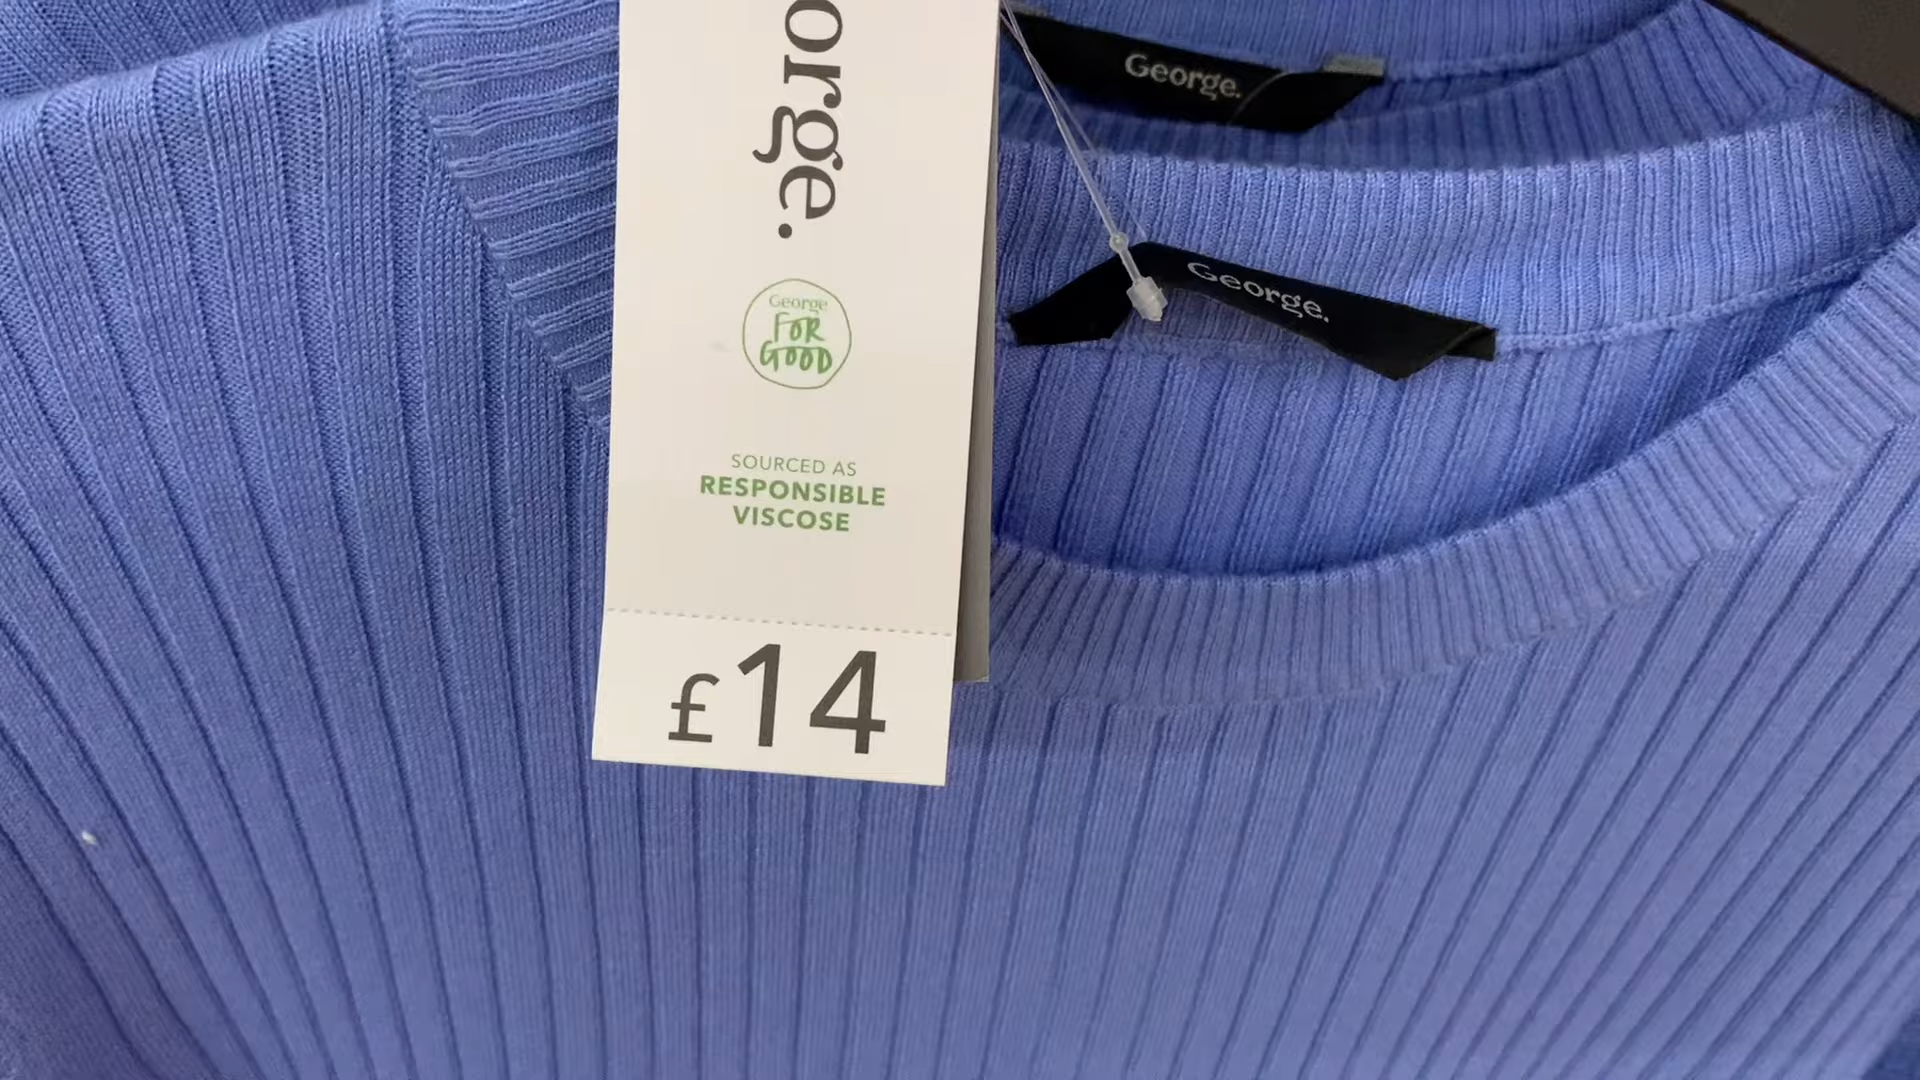 orge.
George
FOR
GOOD
SOURCED AS
RESPONSIBLE
VISCOSE
£14
George.
George.